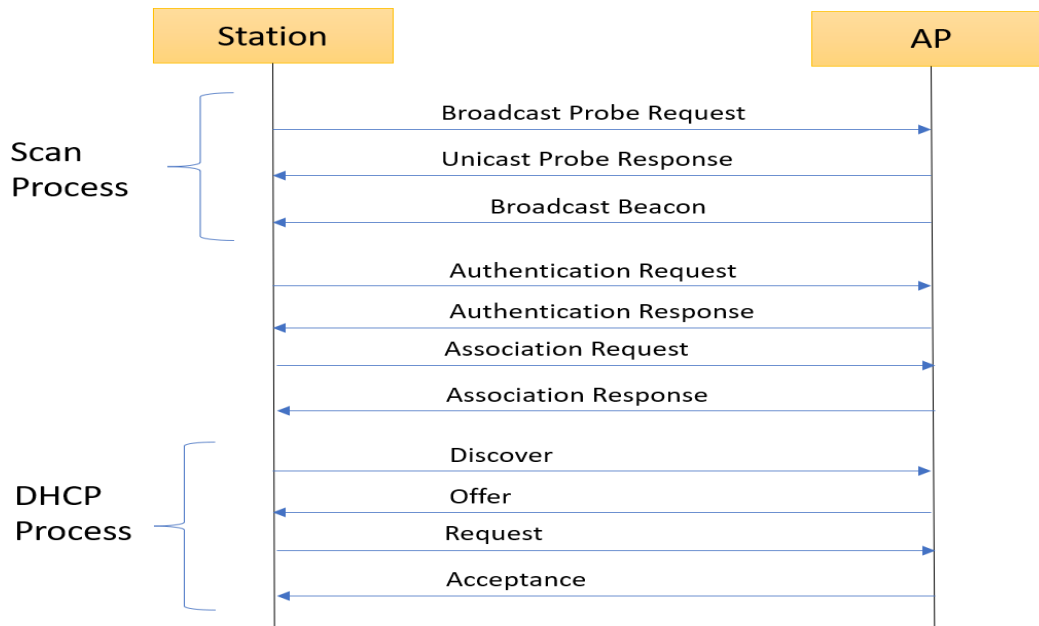 Station
AP
Broadcast Probe Request
Scan
Process
Unicast Probe Response
Broadcast Beacon
Authentication Request
Authentication Response
Association Request
Association Response
Discover
DHCP
Process
Offer
Request
Acceptance